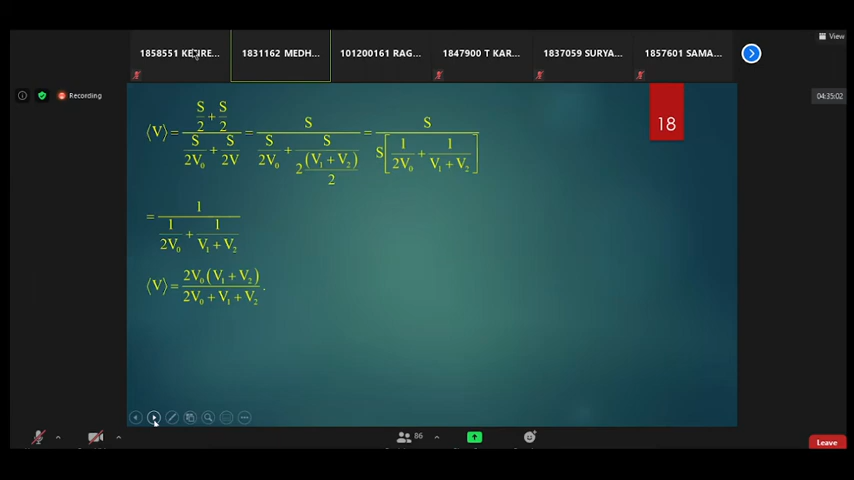 View
1858551 KE
RE...
1831162 MEDH...
101200161 RAG...
1847900 T KAR...
1837059 SURYA...
1857601 SAMA...
Recording
04:35:02
18
⟨V⟩ = (S/2 + S/2) / (S/2V₀ + S/2V) = S / (S/2V₀ + S/(2(V₁ + V₂)/2)) = S / (S[1/2V₀ + 1/(V₁ + V₂)])
= 1 / (1/2V₀ + 1/(V₁ + V₂))
⟨V⟩ = 2V₀(V₁ + V₂) / (2V₀ + V₁ + V₂) .
86
Leave